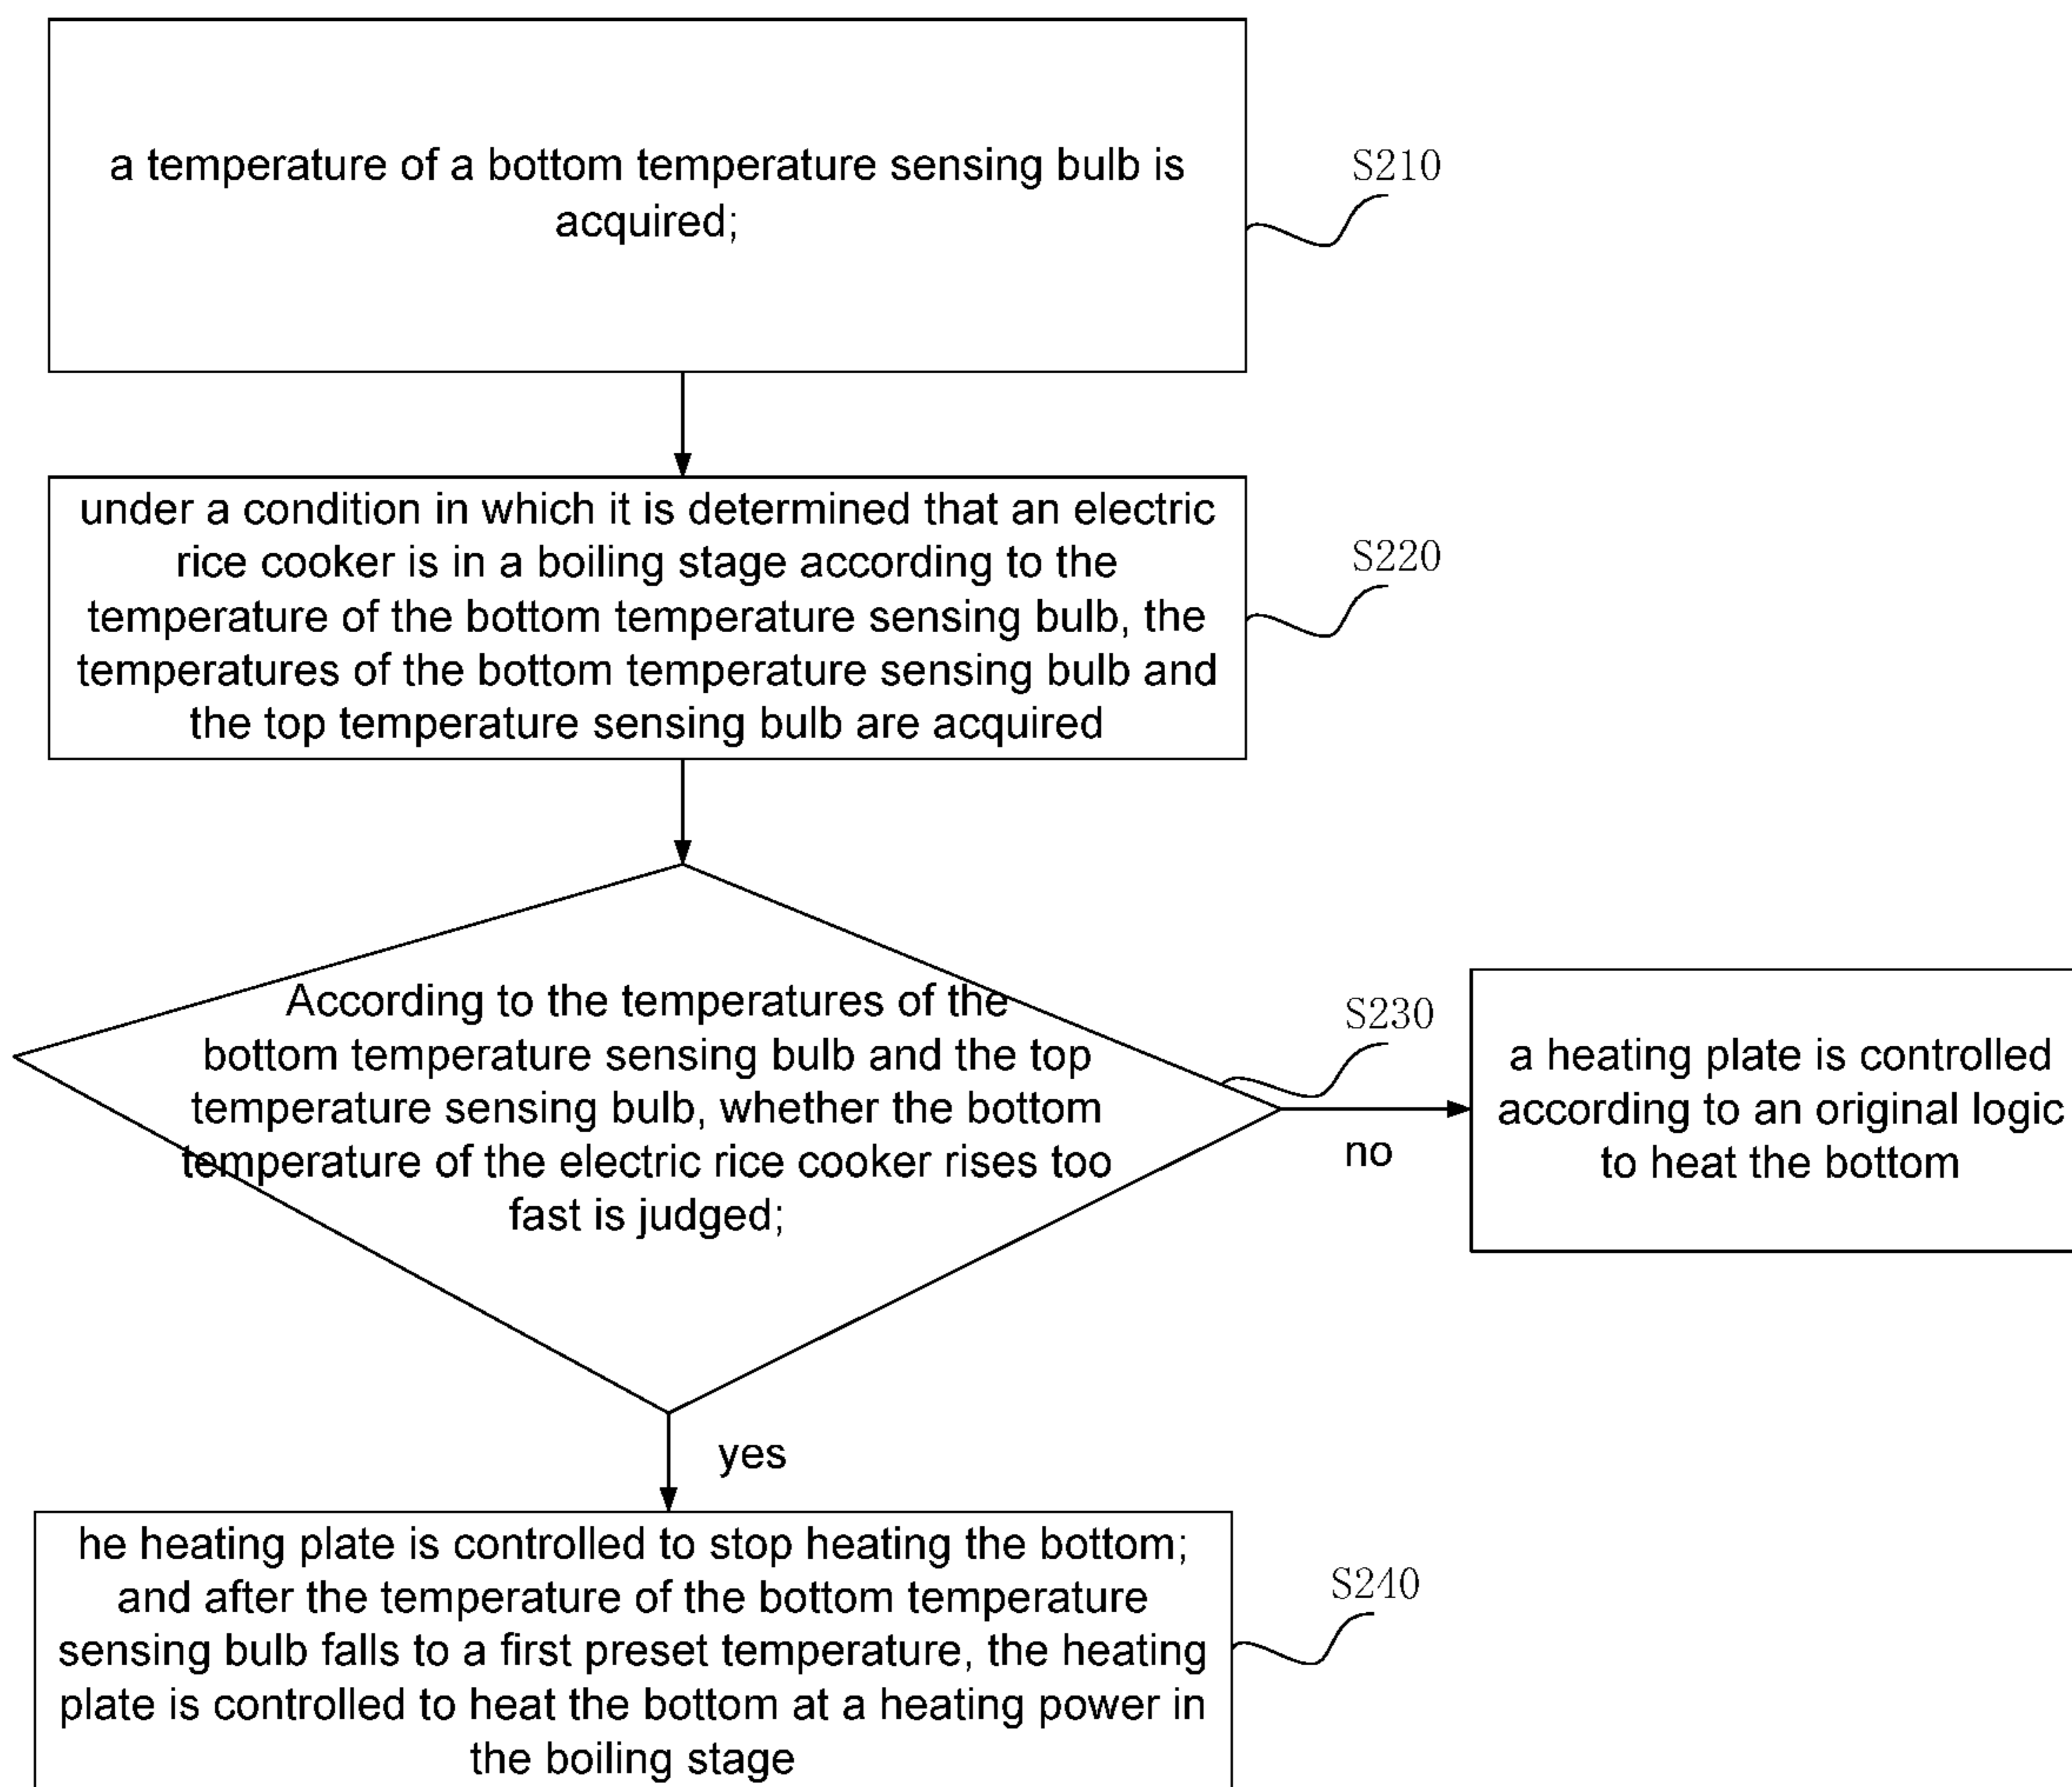 a temperature of a bottom temperature sensing bulb is
acquired;
S210
under a condition in which it is determined that an electric
rice cooker is in a boiling stage according to the
temperature of the bottom temperature sensing bulb, the
temperatures of the bottom temperature sensing bulb and
the top temperature sensing bulb are acquired
S220
According to the temperatures of the
bottom temperature sensing bulb and the top
temperature sensing bulb, whether the bottom
temperature of the electric rice cooker rises too
fast is judged;
S230
no
a heating plate is controlled
according to an original logic
to heat the bottom
yes
he heating plate is controlled to stop heating the bottom;
and after the temperature of the bottom temperature
sensing bulb falls to a first preset temperature, the heating
plate is controlled to heat the bottom at a heating power in
the boiling stage
S240